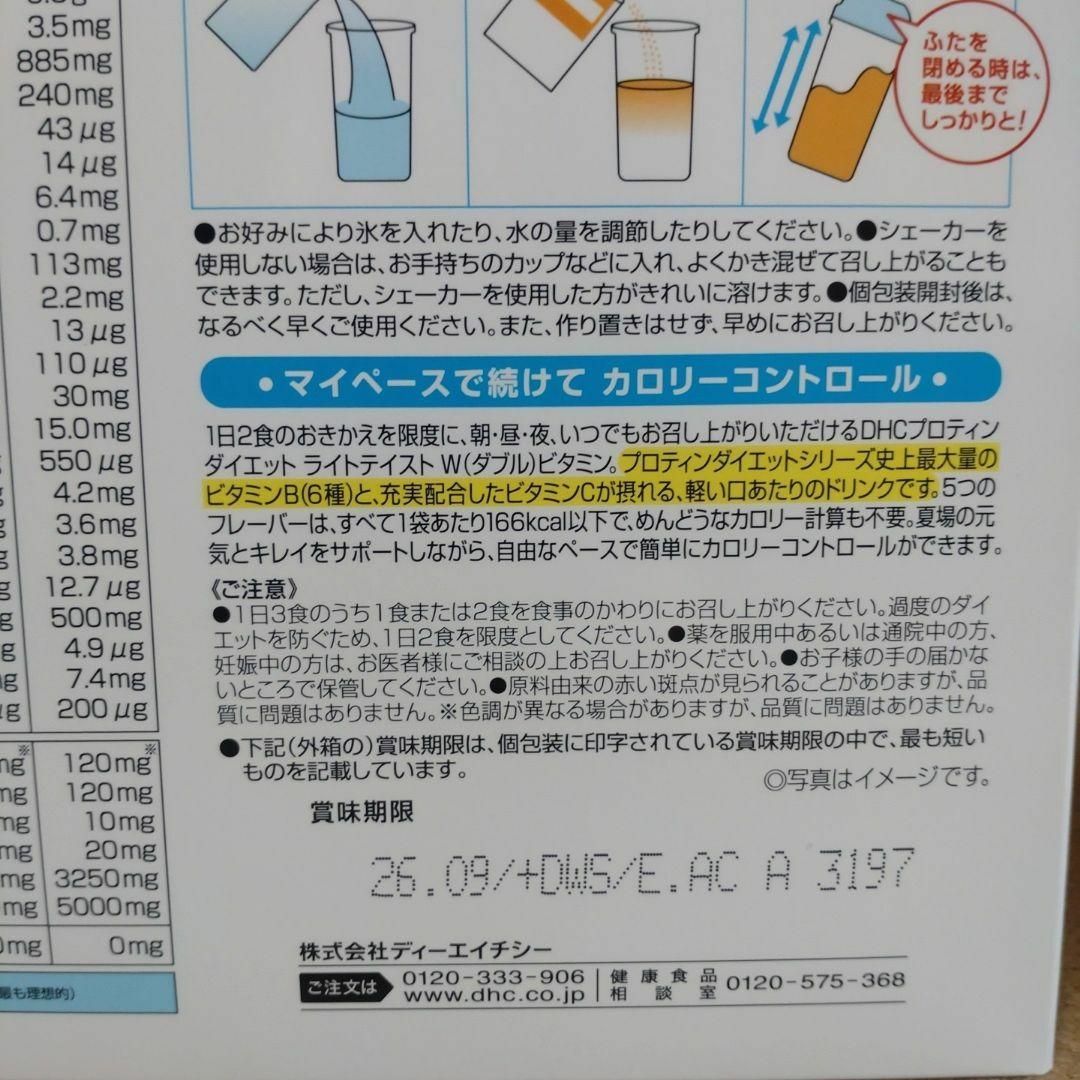 3.5mg
885mg
240mg
43μg
14μg
6.4mg
0.7mg
113mg
2.2mg
13μg
110μg
30mg
15.0mg
550μg
4.2mg
3.6mg
3.8mg
12.7μg
500mg
4.9μg
7.4mg
200μg
※
※
120mg
120mg
10mg
20mg
3250mg
5000mg
0mg
最も理想的)
ふたを
閉める時は、
最後まで
しっかりと!
●お好みにより氷を入れたり、水の量を調節したりしてください。●シェーカーを
使用しない場合は、お手持ちのカップなどに入れ、よくかき混ぜて召し上がることも
できます。ただし、シェーカーを使用した方がきれいに溶けます。●個包装開封後は、
なるべく早くご使用ください。また、作り置きはせず、早めにお召し上がりください。
• マイペースで続けて カロリーコントロール •
1日2食のおきかえを限度に、朝・昼・夜、いつでもお召し上がりいただけるDHCプロティン
ダイエット ライトテイスト W(ダブル)ビタミン。プロティンダイエットシリーズ史上最大量の
ビタミンB(6種)と、充実配合したビタミンCが摂れる、軽い口あたりのドリンクです。5つの
フレーバーは、すべて1袋あたり166kcal以下で、めんどうなカロリー計算も不要。夏場の元
気とキレイをサポートしながら、自由なペースで簡単にカロリーコントロールができます。
《ご注意》
●1日3食のうち1食または2食を食事のかわりにお召し上がりください。過度のダイ
エットを防ぐため、1日2食を限度としてください。●薬を服用中あるいは通院中の方、
妊娠中の方は、お医者様にご相談の上お召し上がりください。●お子様の手の届かな
いところで保管してください。●原料由来の赤い斑点が見られることがありますが、品
質に問題はありません。※色調が異なる場合がありますが、品質に問題はありません。
●下記(外箱の)賞味期限は、個包装に印字されている賞味期限の中で、最も短い
ものを記載しています。
◎写真はイメージです。
賞味期限
26.09/+DWS/E.AC A 3197
株式会社ディーエイチシー
ご注文は 0120-333-906
www.dhc.co.jp
健康食品
相談室 0120-575-368